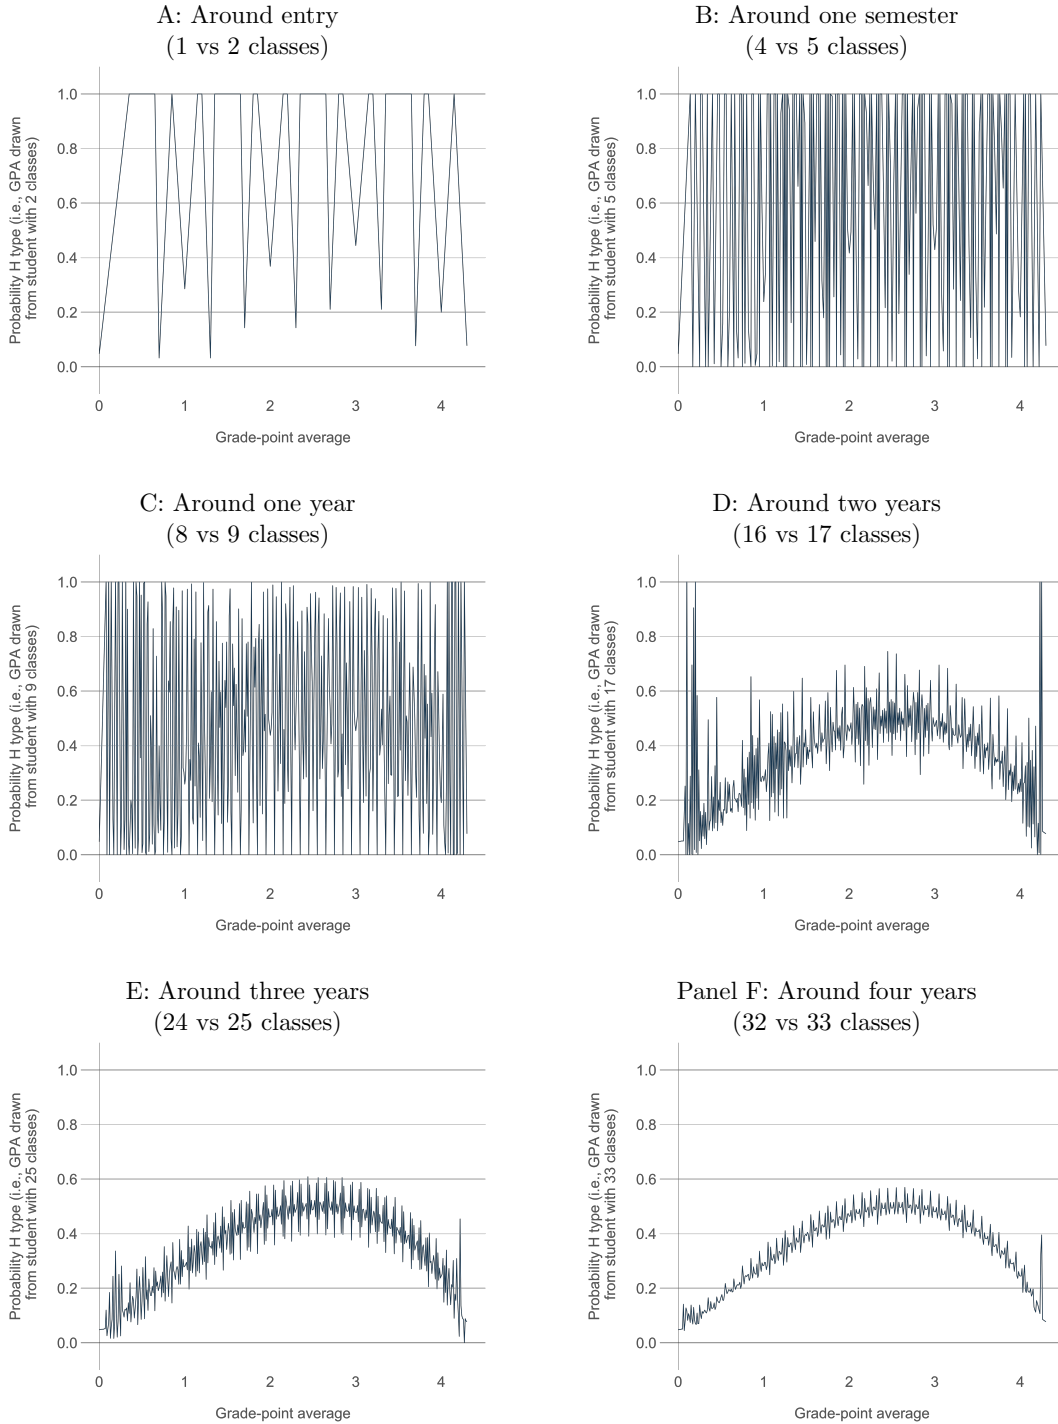 A: Around entry
(1 vs 2 classes)
Probability H type (i.e., GPA drawn
from student with 2 classes)
1.0
0.8
0.6
0.4
0.2
0.0
0 1 2 3 4
Grade-point average
B: Around one semester
(4 vs 5 classes)
Probability H type (i.e., GPA drawn
from student with 5 classes)
1.0
0.8
0.6
0.4
0.2
0.0
0 1 2 3 4
Grade-point average
C: Around one year
(8 vs 9 classes)
Probability H type (i.e., GPA drawn
from student with 9 classes)
1.0
0.8
0.6
0.4
0.2
0.0
0 1 2 3 4
Grade-point average
D: Around two years
(16 vs 17 classes)
Probability H type (i.e., GPA drawn
from student with 17 classes)
1.0
0.8
0.6
0.4
0.2
0.0
0 1 2 3 4
Grade-point average
E: Around three years
(24 vs 25 classes)
Probability H type (i.e., GPA drawn
from student with 25 classes)
1.0
0.8
0.6
0.4
0.2
0.0
0 1 2 3 4
Grade-point average
Panel F: Around four years
(32 vs 33 classes)
Probability H type (i.e., GPA drawn
from student with 33 classes)
1.0
0.8
0.6
0.4
0.2
0.0
0 1 2 3 4
Grade-point average